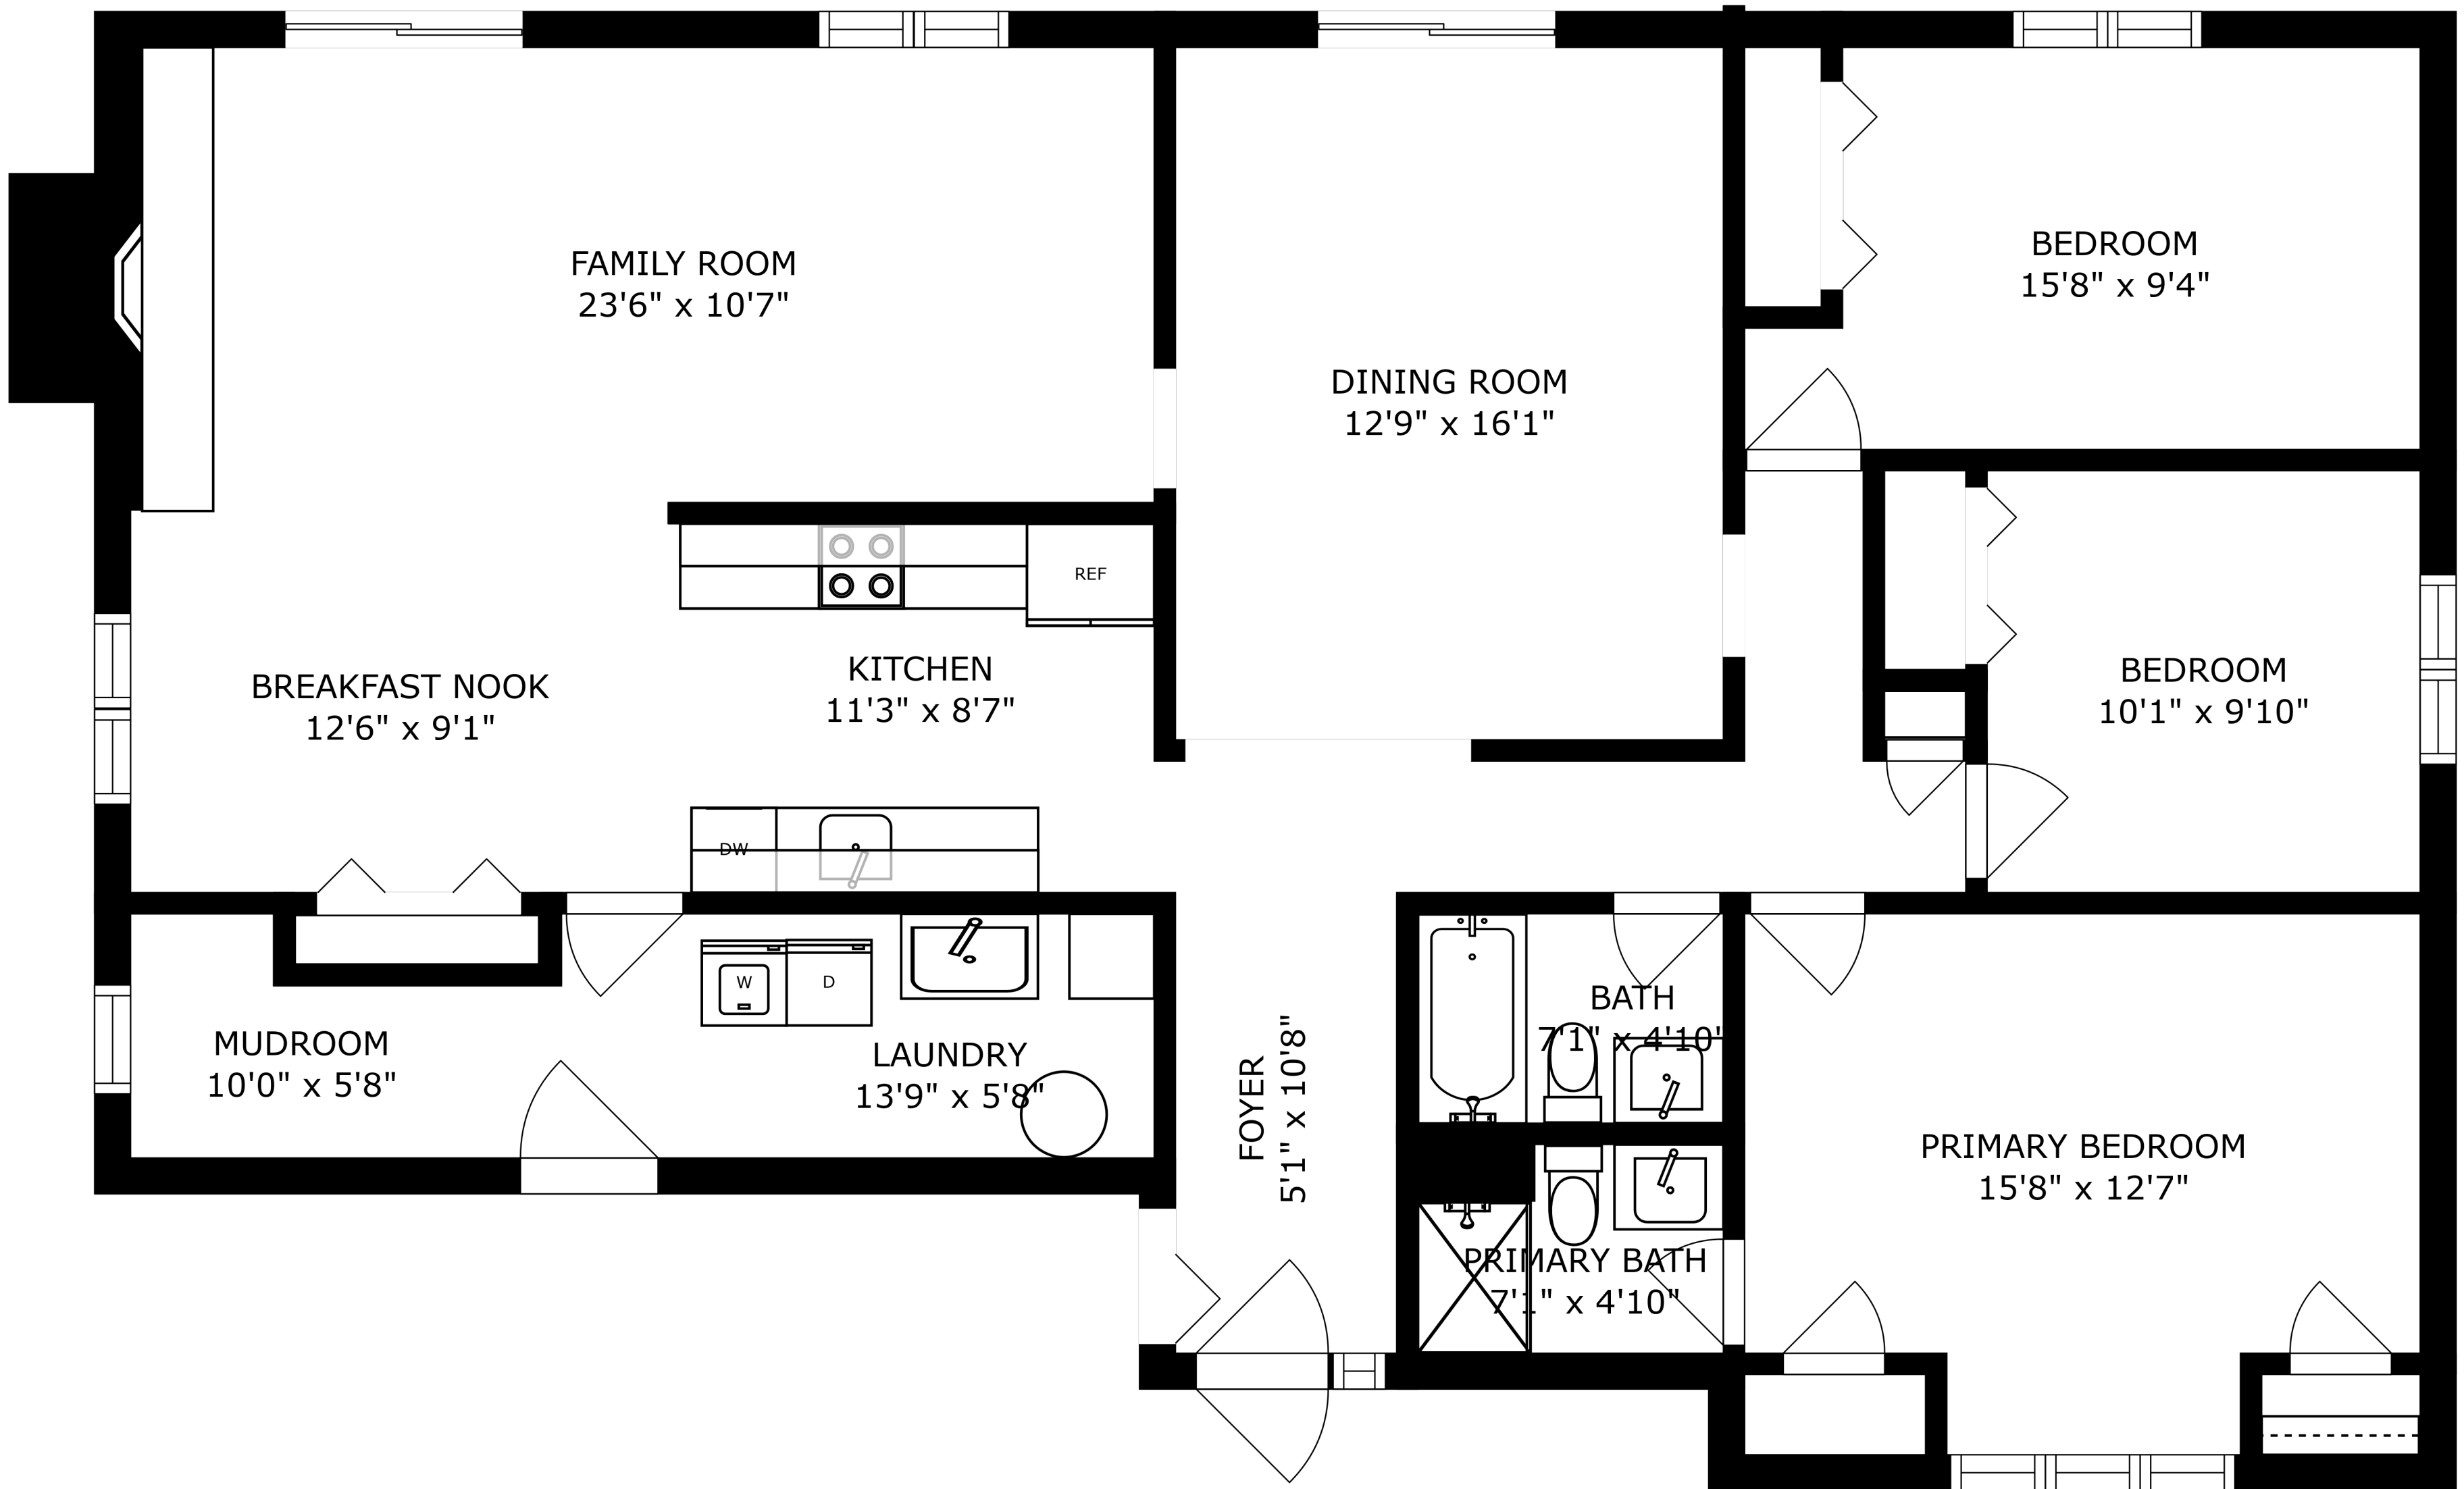 FAMILY ROOM
23'6" x 10'7"
BEDROOM
15'8" x 9'4"
DINING ROOM
12'9" x 16'1"
REF
BREAKFAST NOOK
12'6" x 9'1"
KITCHEN
11'3" x 8'7"
BEDROOM
10'1" x 9'10"
DW
W
D
MUDROOM
10'0" x 5'8"
LAUNDRY
13'9" x 5'8"
FOYER
5'1" x 10'8"
BATH
7'1" x 4'10"
PRIMARY BEDROOM
15'8" x 12'7"
PRIMARY BATH
7'1" x 4'10"